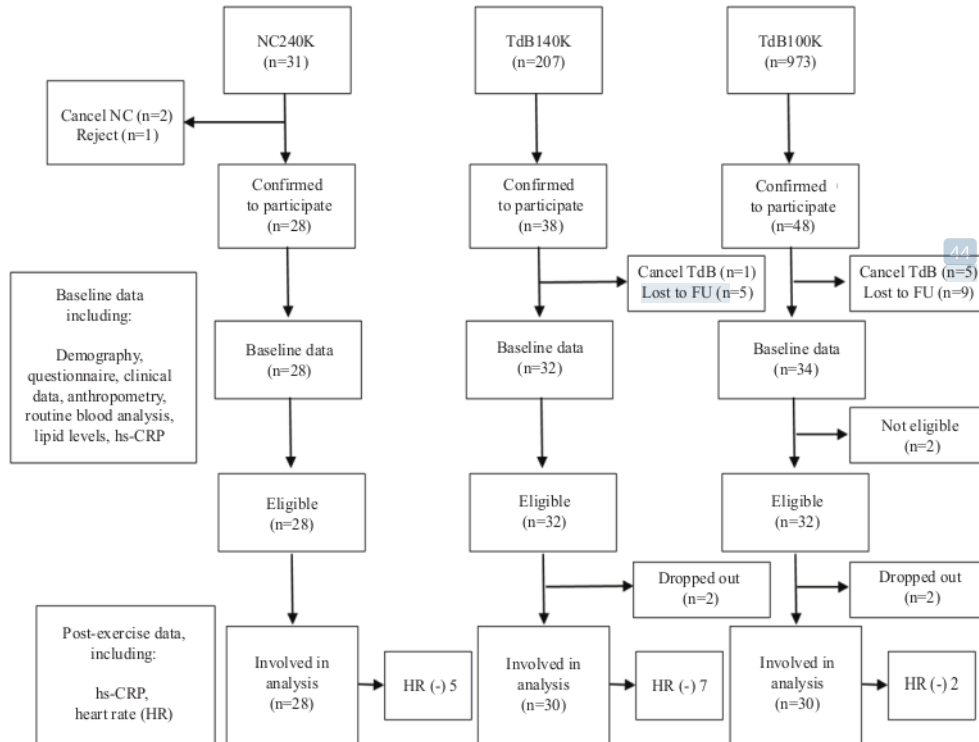 NC240K
(n=31)
TdB140K
(n=207)
TdB100K
(n=973)
Cancel NC (n=2)
Reject (n=1)
Confirmed
to participate
(n=28)
Confirmed
to participate
(n=38)
Confirmed
to participate
(n=48)
44
Cancel TdB (n=1)
Lost to FU (n=5)
Cancel TdB (n=5)
Lost to FU (n=9)
Baseline data
including:
Demography,
questionnaire, clinical
data, anthropometry,
routine blood analysis,
lipid levels, hs-CRP
Baseline data
(n=28)
Baseline data
(n=32)
Baseline data
(n=34)
Not eligible
(n=2)
Eligible
(n=28)
Eligible
(n=32)
Eligible
(n=32)
Dropped out
(n=2)
Dropped out
(n=2)
Post-exercise data,
including:
hs-CRP,
heart rate (HR)
Involved in
analysis
(n=28)
HR (-) 5
Involved in
analysis
(n=30)
HR (-) 7
Involved in
analysis
(n=30)
HR (-) 2